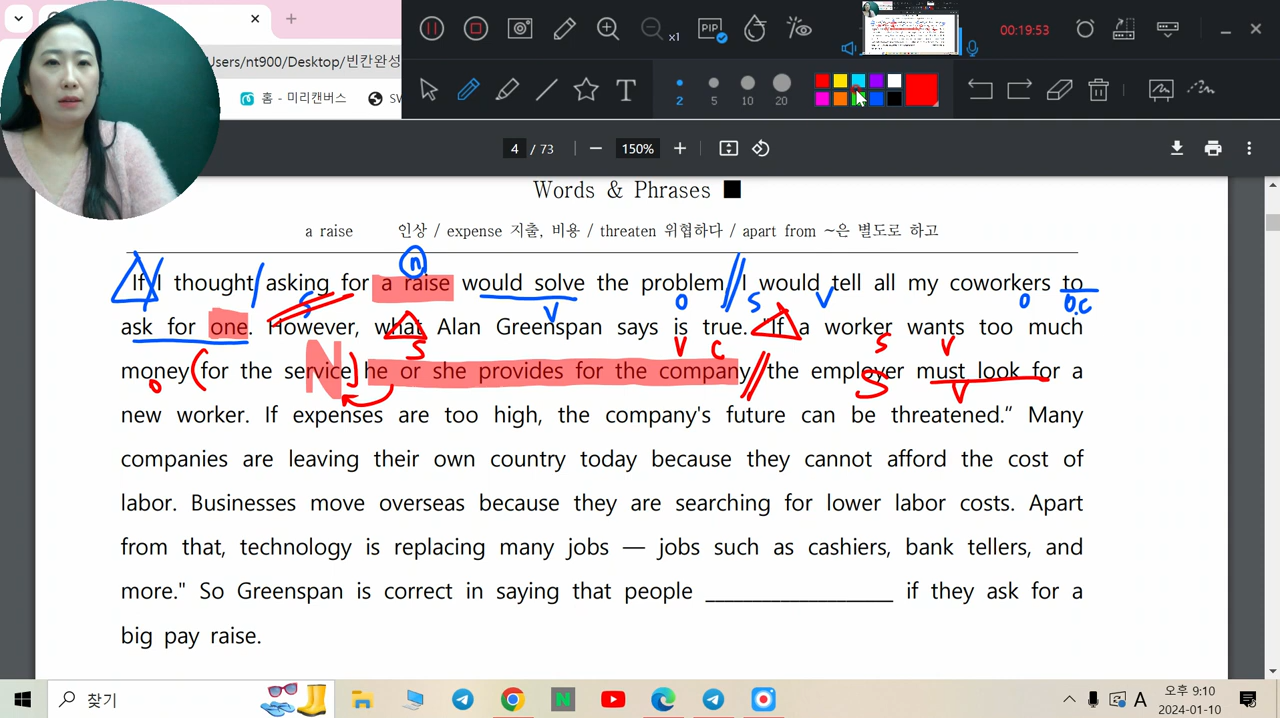 PIP
x1
00:19:53
sers/nt900/Desktop/빈칸완성
홈 - 미리캔버스
T
2 5 10 20
4 / 73
150%
Words & Phrases ■
a raise 인상 / expense 지출, 비용 / threaten 위협하다 / apart from ~은 별도로 하고
n
If I thought asking for a raise would solve the problem, I would tell all my coworkers to
S V O S V O O.C
ask for one. However, what Alan Greenspan says is true. "If a worker wants too much
S V C S V
money (for the service) he or she provides for the company, the employer must look for a
O N S V
new worker. If expenses are too high, the company's future can be threatened." Many
companies are leaving their own country today because they cannot afford the cost of
labor. Businesses move overseas because they are searching for lower labor costs. Apart
from that, technology is replacing many jobs — jobs such as cashiers, bank tellers, and
more." So Greenspan is correct in saying that people ____________________ if they ask for a
big pay raise.
찾기
N
A
오후 9:10
2024-01-10